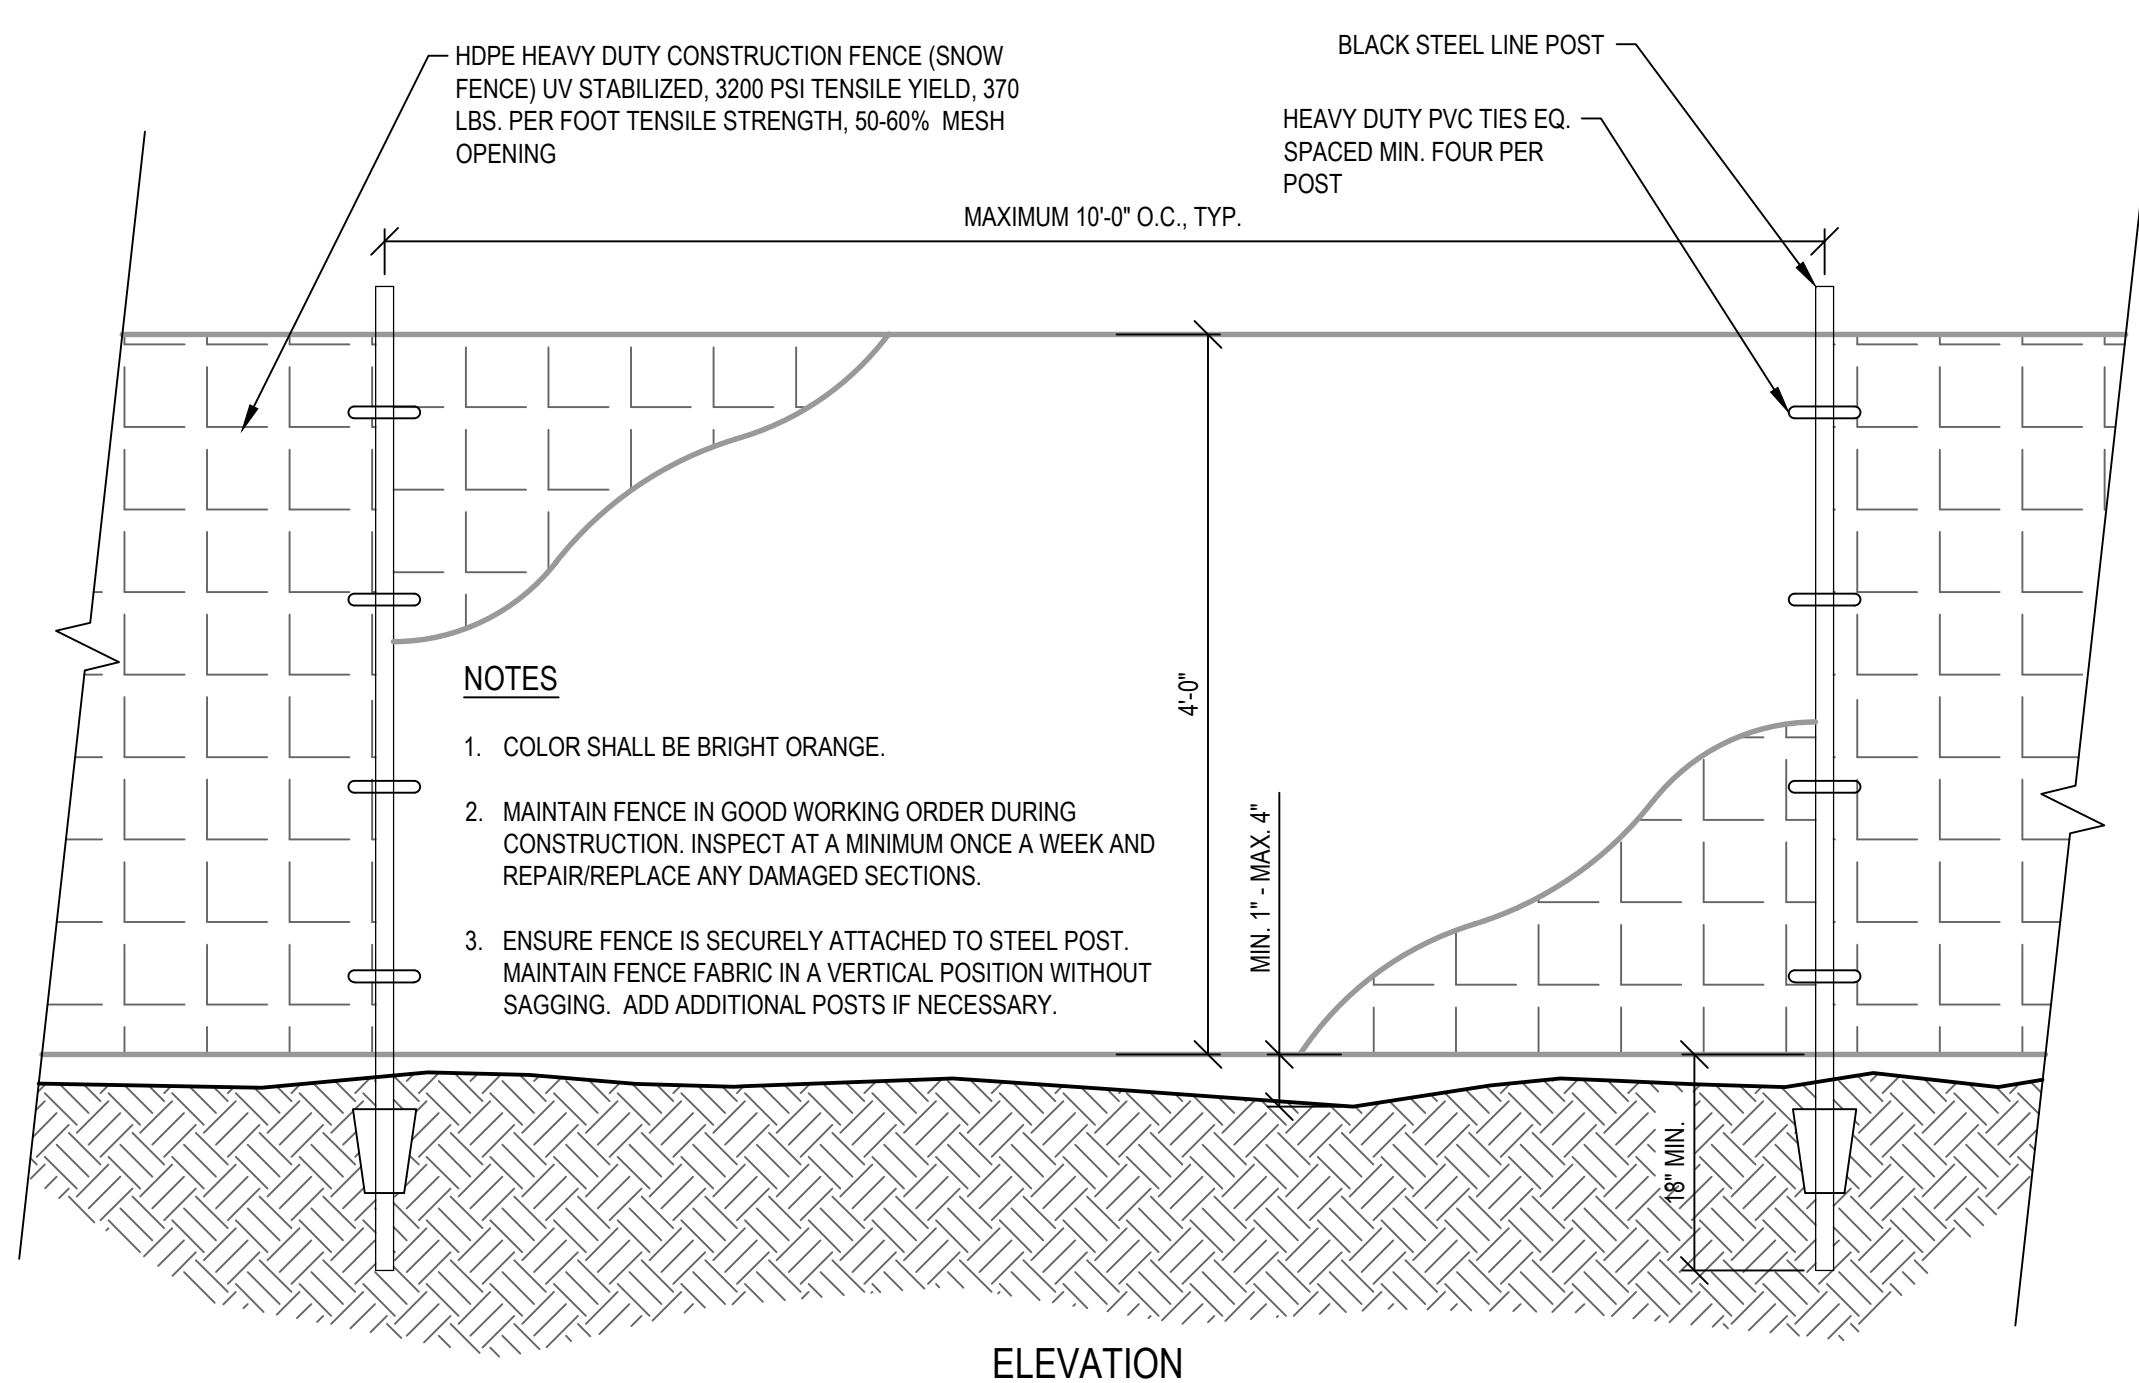 HDPE HEAVY DUTY CONSTRUCTION FENCE (SNOW
FENCE) UV STABILIZED, 3200 PSI TENSILE YIELD, 370
LBS. PER FOOT TENSILE STRENGTH, 50-60% MESH
OPENING
BLACK STEEL LINE POST
HEAVY DUTY PVC TIES EQ.
SPACED MIN. FOUR PER
POST
MAXIMUM 10'-0" O.C., TYP.
NOTES
1. COLOR SHALL BE BRIGHT ORANGE.
2. MAINTAIN FENCE IN GOOD WORKING ORDER DURING
CONSTRUCTION. INSPECT AT A MINIMUM ONCE A WEEK AND
REPAIR/REPLACE ANY DAMAGED SECTIONS.
3. ENSURE FENCE IS SECURELY ATTACHED TO STEEL POST.
MAINTAIN FENCE FABRIC IN A VERTICAL POSITION WITHOUT
SAGGING. ADD ADDITIONAL POSTS IF NECESSARY.
4'-0"
MIN. 1" - MAX. 4"
18" MIN.
ELEVATION